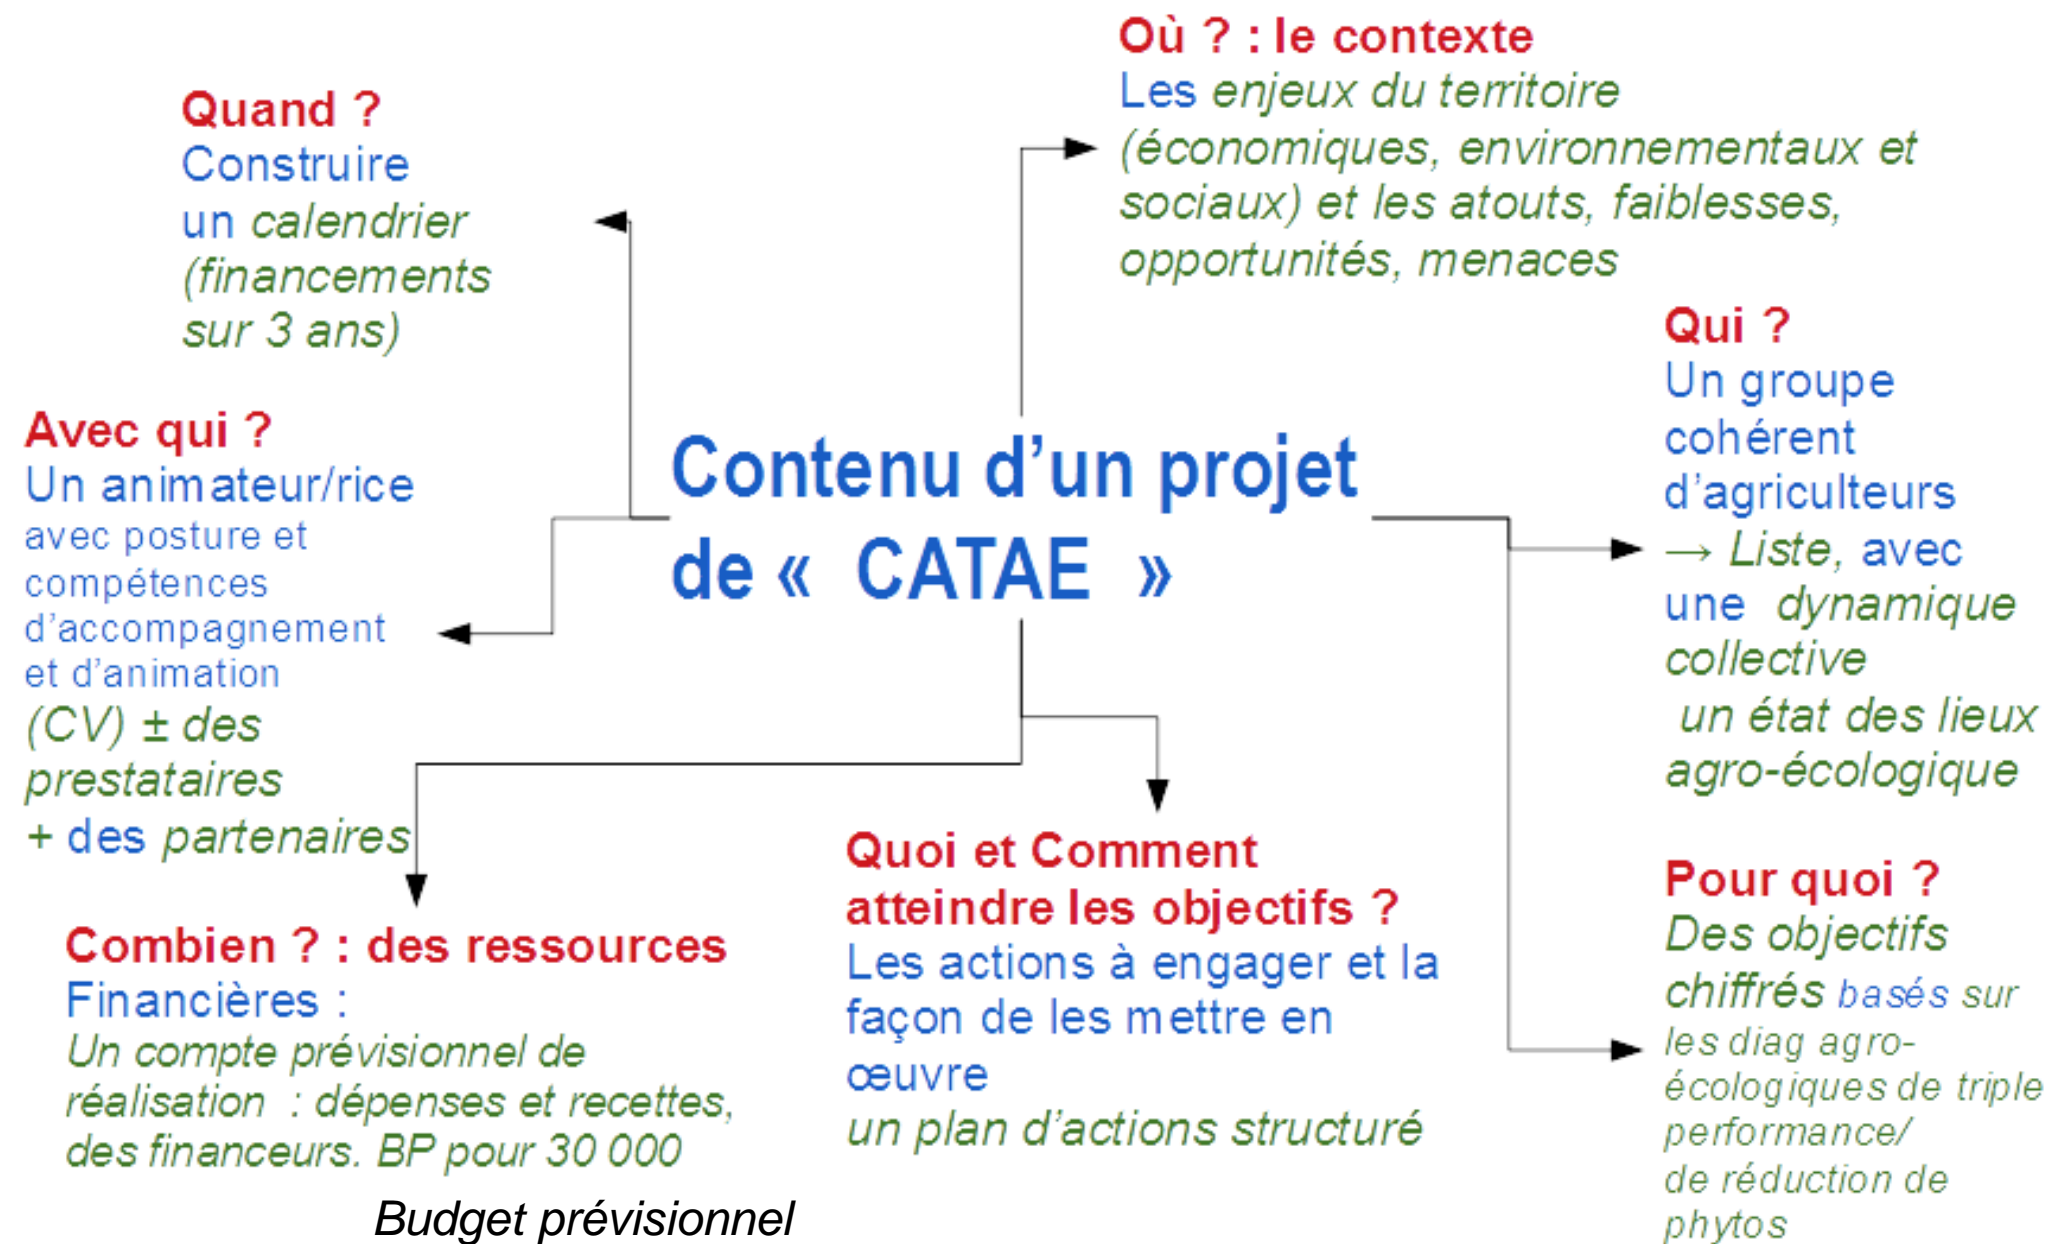 Où ? : le contexte
Les enjeux du territoire
(économiques, environnementaux et
sociaux) et les atouts, faiblesses,
opportunités, menaces
Quand ?
Construire
un calendrier
(financements
sur 3 ans)
Qui ?
Un groupe
cohérent
d'agriculteurs
→ Liste, avec
une dynamique
collective
un état des lieux
agro-écologique
Avec qui ?
Un animateur/rice
avec posture et
compétences
d'accompagnement
et d'animation
(CV) ± des
prestataires
+ des partenaires
Contenu d'un projet
de « CATAE »
Quoi et Comment
atteindre les objectifs ?
Les actions à engager et la
façon de les mettre en
œuvre
un plan d'actions structuré
Pour quoi ?
Des objectifs
chiffrés basés sur
les diag agro-
écologiques de triple
performance/
de réduction de
phytos
Combien ? : des ressources
Financières :
Un compte prévisionnel de
réalisation : dépenses et recettes,
des financeurs. BP pour 30 000
Budget prévisionnel